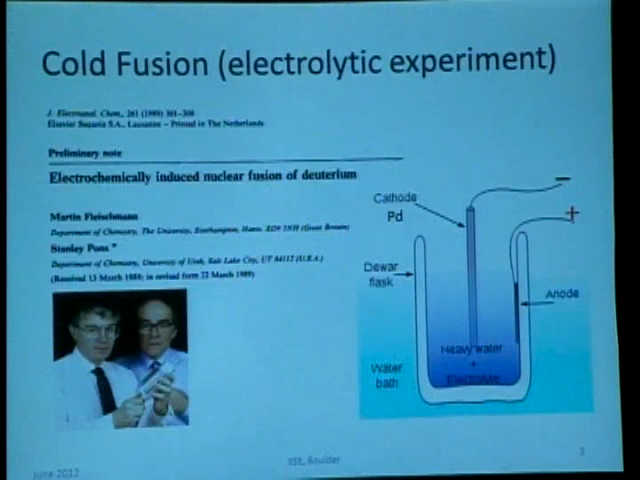 Cold Fusion (electrolytic experiment)
J. Electroanal. Chem., 261 (1989) 301-308
Elsevier Sequoia S.A., Lausanne – Printed in The Netherlands
Preliminary note
Electrochemically induced nuclear fusion of deuterium
Martin Fleischmann
Department of Chemistry, The University, Southampton, Hants. SO9 5NH (Great Britain)
Stanley Pons *
Department of Chemistry, University of Utah, Salt Lake City, UT 84112 (U.S.A.)
(Received 13 March 1989; in revised form 22 March 1989)
Cathode
Pd
−
+
Dewar
flask
Anode
Heavy water
+
Electrolyte
Water
bath
June 2012
SSE, Boulder
3